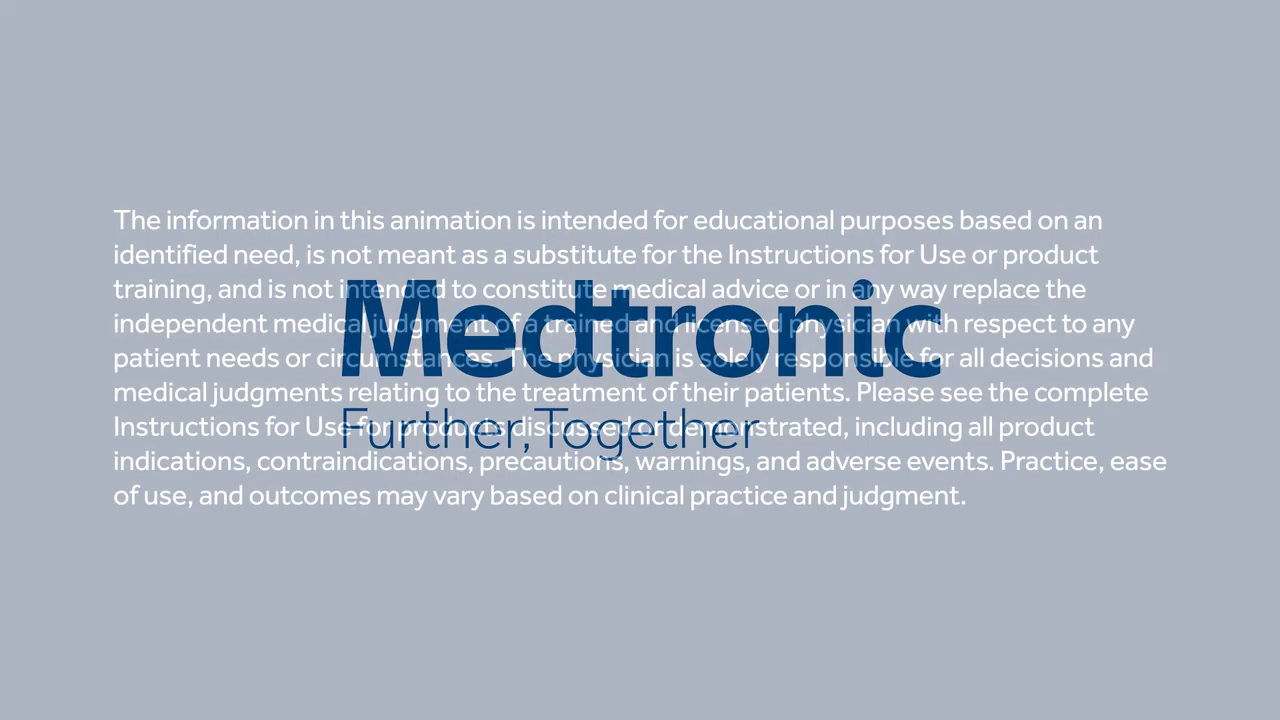 The information in this animation is intended for educational purposes based on an
identified need, is not meant as a substitute for the Instructions for Use or product
training, and is not intended to constitute medical advice or in any way replace the
independent medical judgment of a trained and licensed physician with respect to any
patient needs or circumstances. The physician is solely responsible for all decisions and
medical judgments relating to the treatment of their patients. Please see the complete
Instructions for Use for products discussed or demonstrated, including all product
indications, contraindications, precautions, warnings, and adverse events. Practice, ease
of use, and outcomes may vary based on clinical practice and judgment.
Medtronic
Further, Together